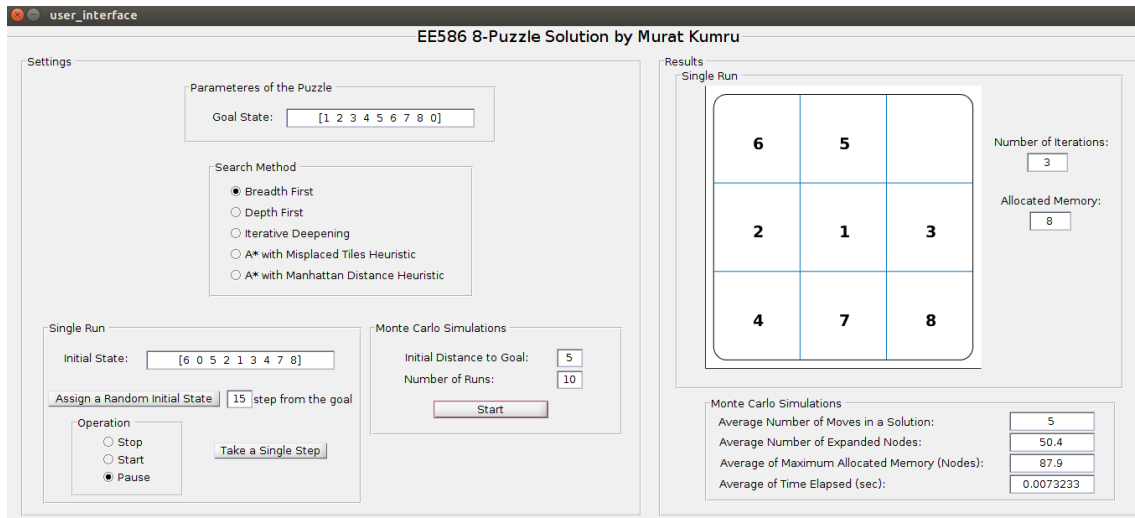 user_interface
EE586 8-Puzzle Solution by Murat Kumru
Settings
Parameteres of the Puzzle
Goal State: [1 2 3 4 5 6 7 8 0]
Search Method
Breadth First
Depth First
Iterative Deepening
A* with Misplaced Tiles Heuristic
A* with Manhattan Distance Heuristic
Single Run
Initial State: [6 0 5 2 1 3 4 7 8]
Assign a Random Initial State 15 step from the goal
Operation
Stop
Start
Pause
Take a Single Step
Monte Carlo Simulations
Initial Distance to Goal: 5
Number of Runs: 10
Start
Results
Single Run
6 5
2 1 3
4 7 8
Number of Iterations:
3
Allocated Memory:
8
Monte Carlo Simulations
Average Number of Moves in a Solution: 5
Average Number of Expanded Nodes: 50.4
Average of Maximum Allocated Memory (Nodes): 87.9
Average of Time Elapsed (sec): 0.0073233